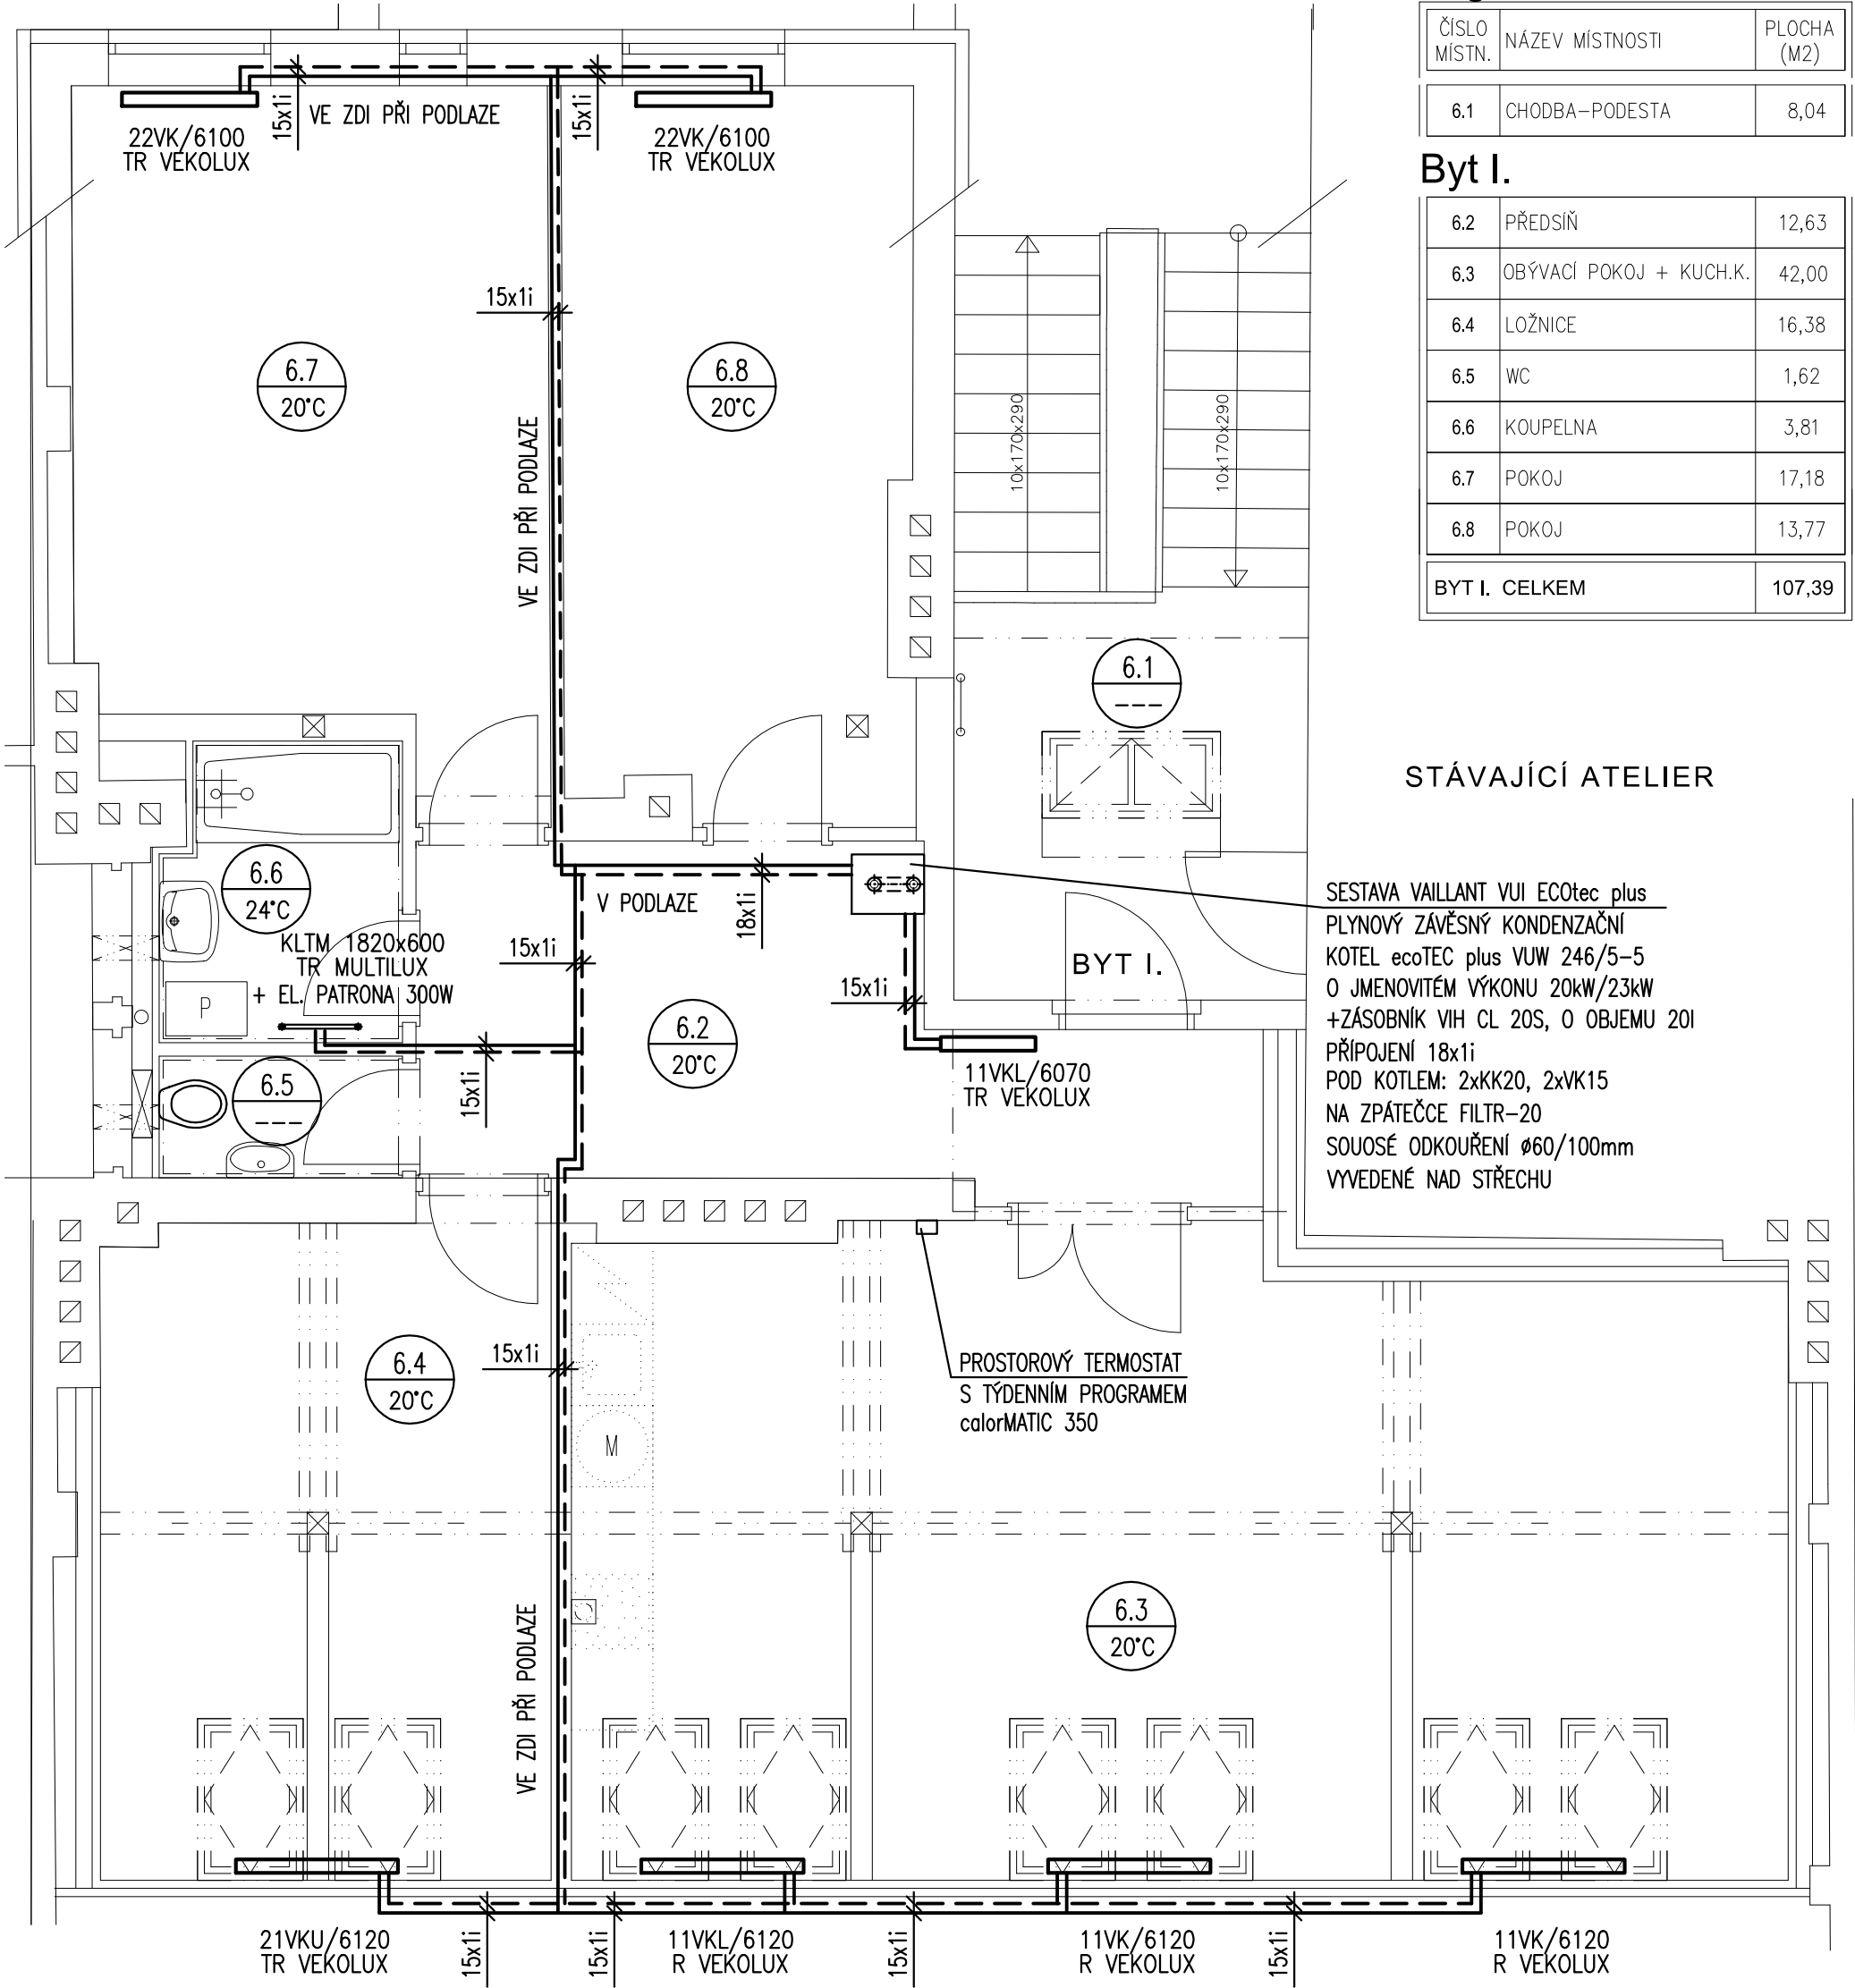 ČÍSLO MÍSTN.
NÁZEV MÍSTNOSTI
PLOCHA (M2)
6.1 CHODBA-PODESTA 8,04
Byt I.
6.2 PŘEDSÍŇ 12,63
6.3 OBÝVACÍ POKOJ + KUCH.K. 42,00
6.4 LOŽNICE 16,38
6.5 WC 1,62
6.6 KOUPELNA 3,81
6.7 POKOJ 17,18
6.8 POKOJ 13,77
BYT I. CELKEM 107,39
15x1i
VE ZDI PŘI PODLAZE
15x1i
22VK/6100
TR VEKOLUX
22VK/6100
TR VEKOLUX
15x1i
6.7
20°C
6.8
20°C
VE ZDI PŘI PODLAZE
10x170x290
10x170x290
6.1
----
STÁVAJÍCÍ ATELIER
6.6
24°C
V PODLAZE
18x1i
KLTM 1820x600
TR MULTILUX
+ EL. PATRONA 300W
P
15x1i
15x1i
BYT I.
SESTAVA VAILLANT VUI ECOtec plus
PLYNOVÝ ZÁVĚSNÝ KONDENZAČNÍ
KOTEL ecoTEC plus VUW 246/5-5
O JMENOVITÉM VÝKONU 20kW/23kW
+ZÁSOBNÍK VIH CL 20S, O OBJEMU 20l
PŘÍPOJENÍ 18x1i
POD KOTLEM: 2xKK20, 2xVK15
NA ZPÁTEČCE FILTR-20
SOUOSÉ ODKOUŘENÍ ø60/100mm
VYVEDENÉ NAD STŘECHU
6.2
20°C
6.5
----
15x1i
11VKL/6070
TR VEKOLUX
6.4
20°C
15x1i
M
PROSTOROVÝ TERMOSTAT
S TÝDENNÍM PROGRAMEM
calorMATIC 350
6.3
20°C
VE ZDI PŘI PODLAZE
21VKU/6120
TR VEKOLUX
15x1i
15x1i
11VKL/6120
R VEKOLUX
15x1i
11VK/6120
R VEKOLUX
15x1i
11VK/6120
R VEKOLUX